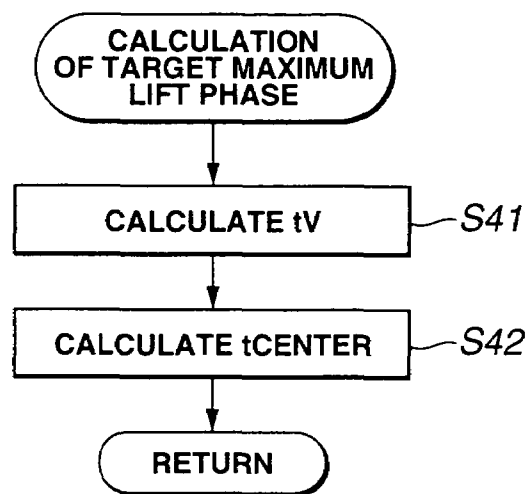 CALCULATION
OF TARGET MAXIMUM
LIFT PHASE
CALCULATE tV
S41
CALCULATE tCENTER
S42
RETURN